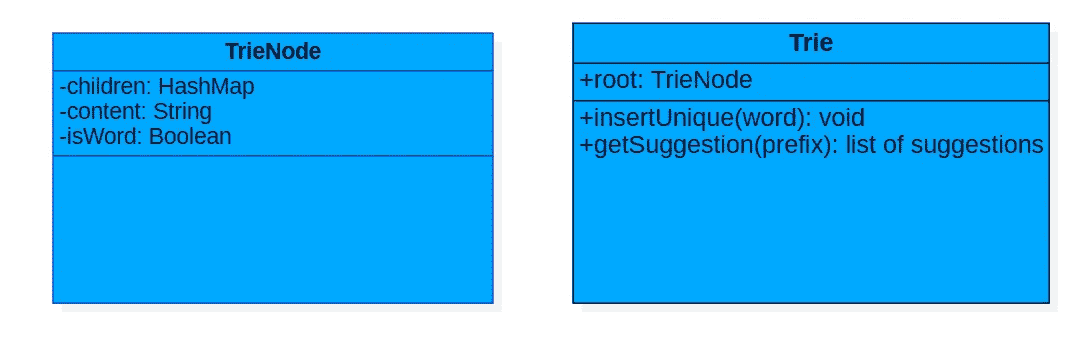 TrieNode
-children: HashMap
-content: String
-isWord: Boolean
Trie
+root: TrieNode
+insertUnique(word): void
+getSuggestion(prefix): list of suggestions